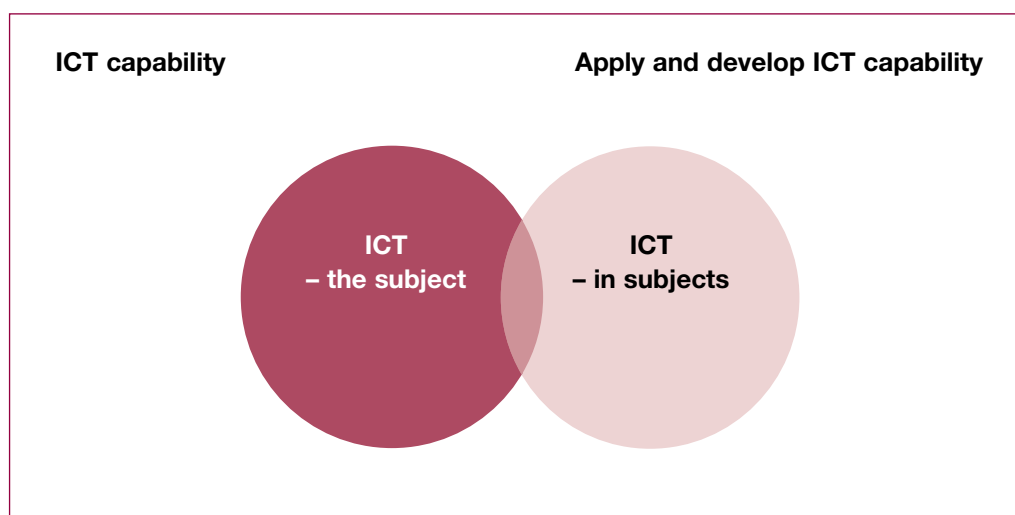 ICT capability
Apply and develop ICT capability
ICT
– the subject
ICT
– in subjects